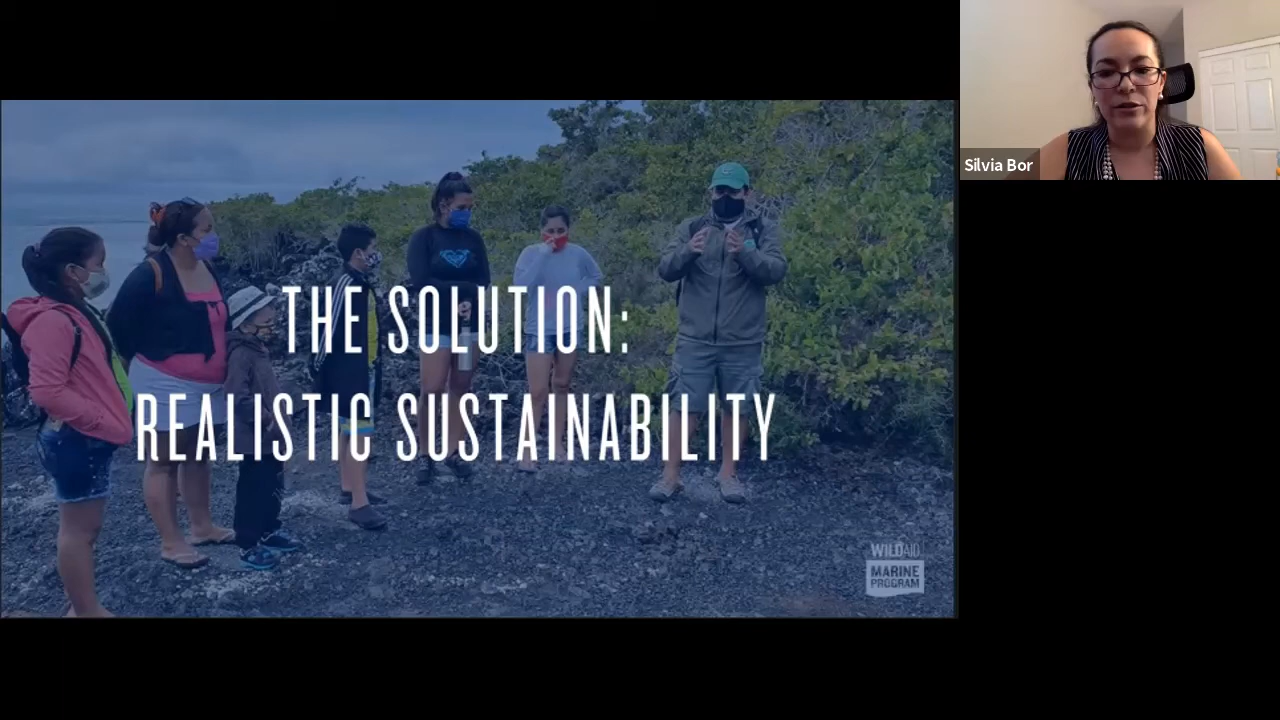 THE SOLUTION:
REALISTIC SUSTAINABILITY
WILDAID
MARINE
PROGRAM
Silvia Bor